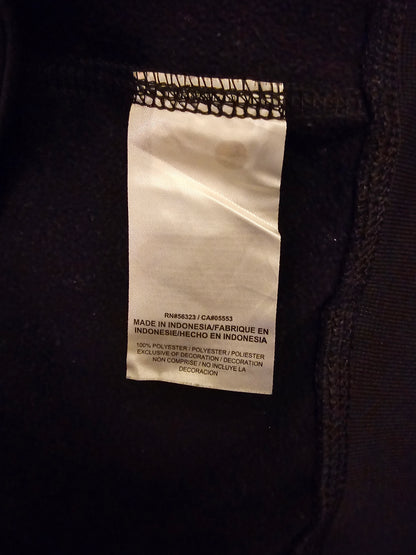 RN#56323 / CA#05553
MADE IN INDONESIA/FABRIQUE EN
INDONESIE/HECHO EN INDONESIA
100% POLYESTER / POLYESTER / POLIÉSTER
EXCLUSIVE OF DECORATION / DECORATION
NON COMPRISE / NO INCLUYE LA
DECORACION